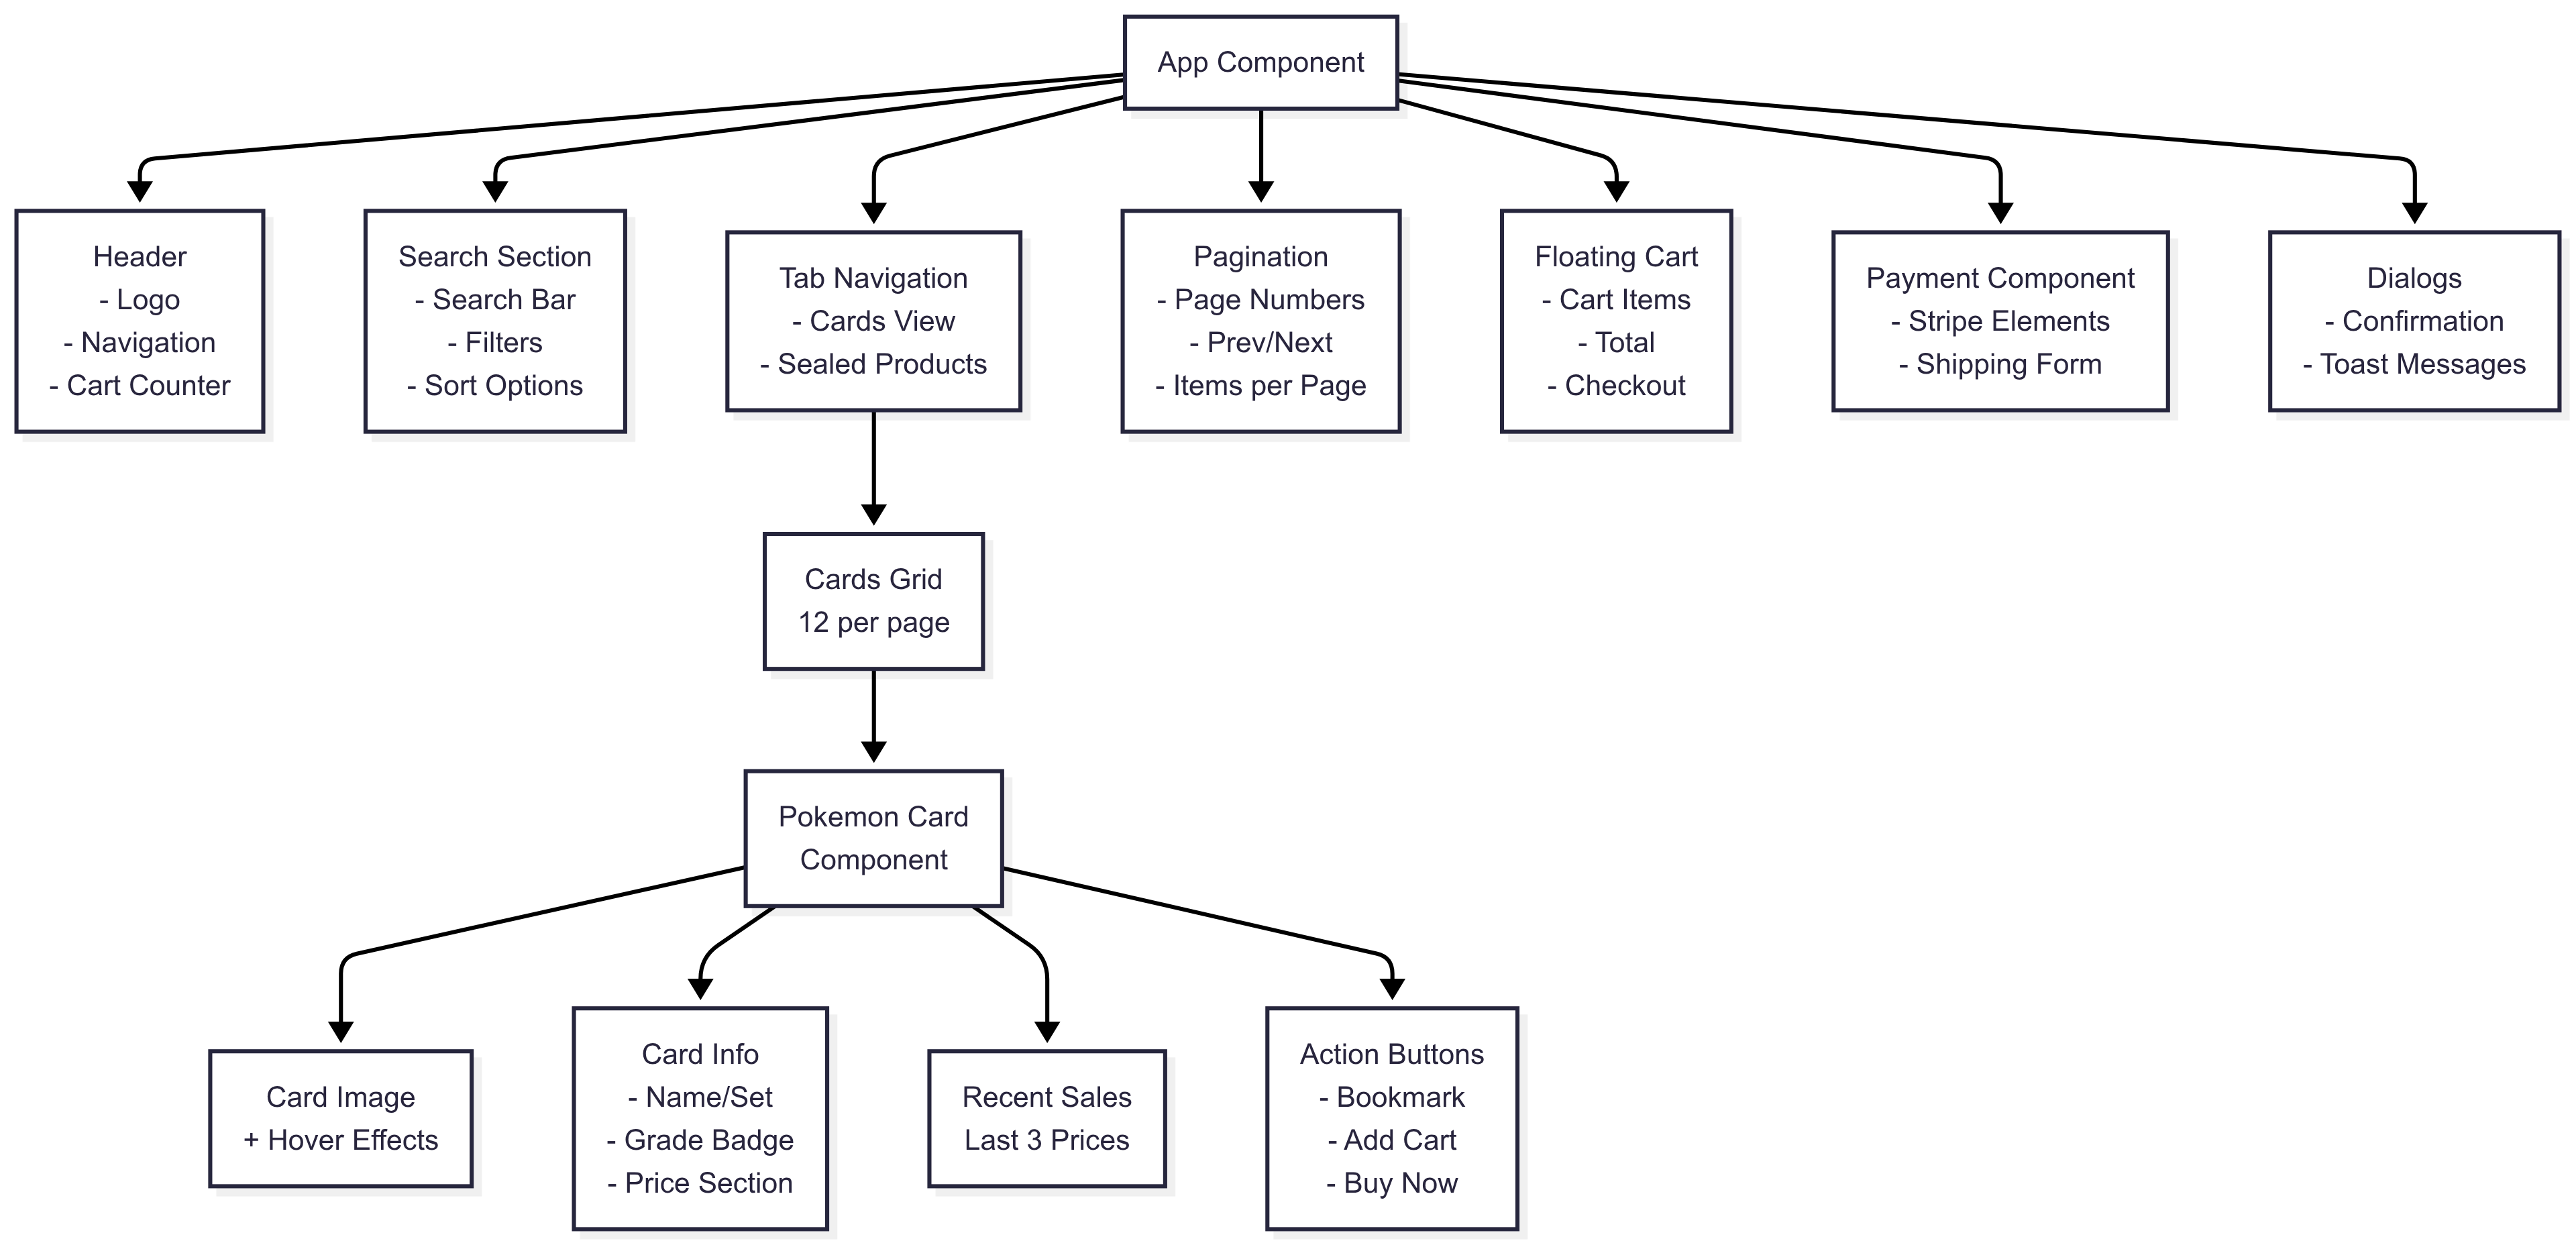 App Component
Header
- Logo
- Navigation
- Cart Counter
Search Section
- Search Bar
- Filters
- Sort Options
Tab Navigation
- Cards View
- Sealed Products
Pagination
- Page Numbers
- Prev/Next
- Items per Page
Floating Cart
- Cart Items
- Total
- Checkout
Payment Component
- Stripe Elements
- Shipping Form
Dialogs
- Confirmation
- Toast Messages
Cards Grid
12 per page
Pokemon Card
Component
Card Image
+ Hover Effects
Card Info
- Name/Set
- Grade Badge
- Price Section
Recent Sales
Last 3 Prices
Action Buttons
- Bookmark
- Add Cart
- Buy Now